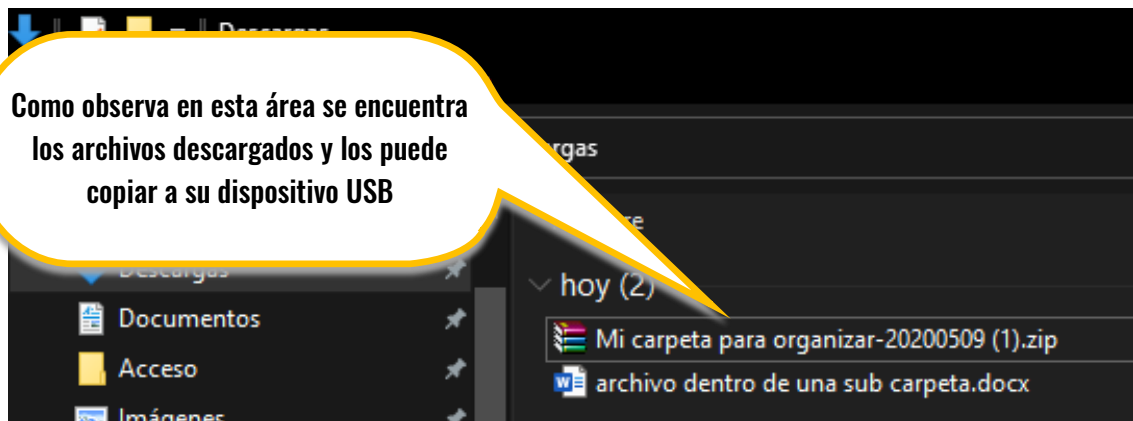 Descargas
Como observa en esta área se encuentra
los archivos descargados y los puede
copiar a su dispositivo USB
Descargas
Documentos
Acceso
Imágenes
hoy (2)
Mi carpeta para organizar-20200509 (1).zip
archivo dentro de una sub carpeta.docx